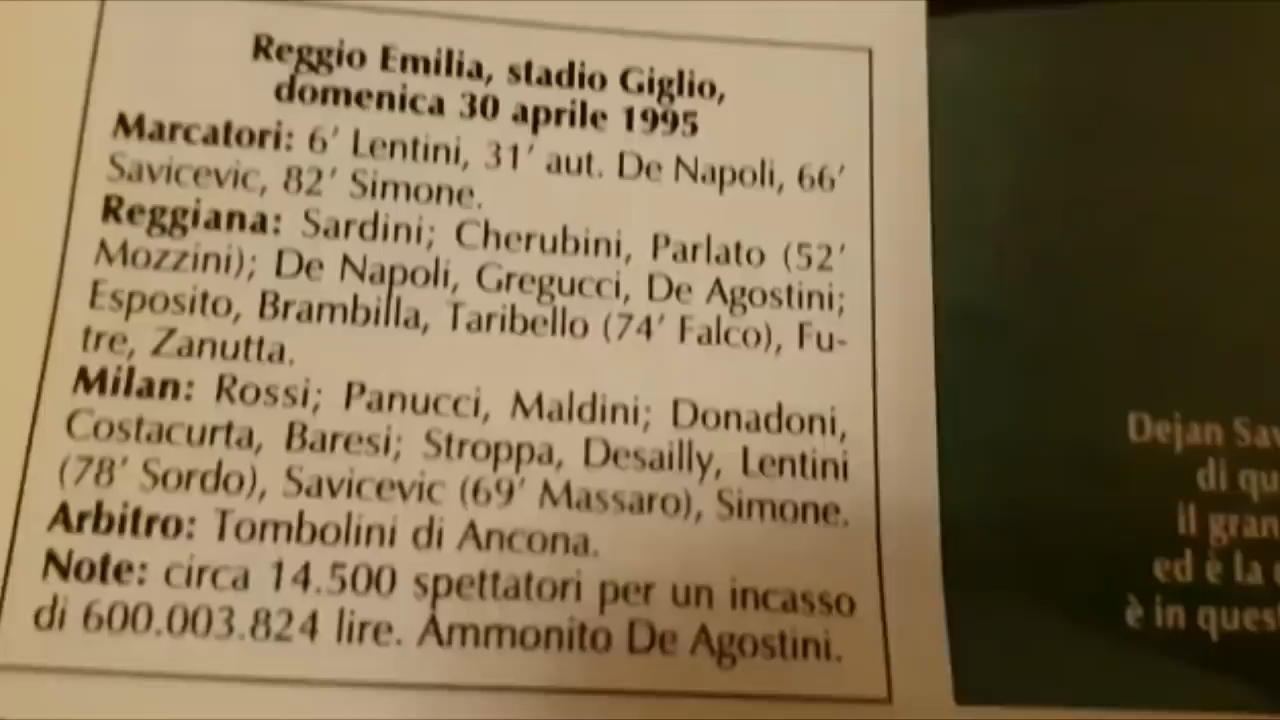 Reggio Emilia, stadio Giglio,
domenica 30 aprile 1995
Marcatori: 6' Lentini, 31' aut. De Napoli, 66'
Savicevic, 82' Simone.
Reggiana: Sardini; Cherubini, Parlato (52'
Mozzini); De Napoli, Gregucci, De Agostini;
Esposito, Brambilla, Taribello (74' Falco), Fu-
tre, Zanutta.
Milan: Rossi; Panucci, Maldini; Donadoni,
Costacurta, Baresi; Stroppa, Desailly, Lentini
(78' Sordo), Savicevic (69' Massaro), Simone.
Arbitro: Tombolini di Ancona.
Note: circa 14.500 spettatori per un incasso
di 600.003.824 lire. Ammonito De Agostini.
Dejan Sav
di qu
il gran
ed è la
è in ques